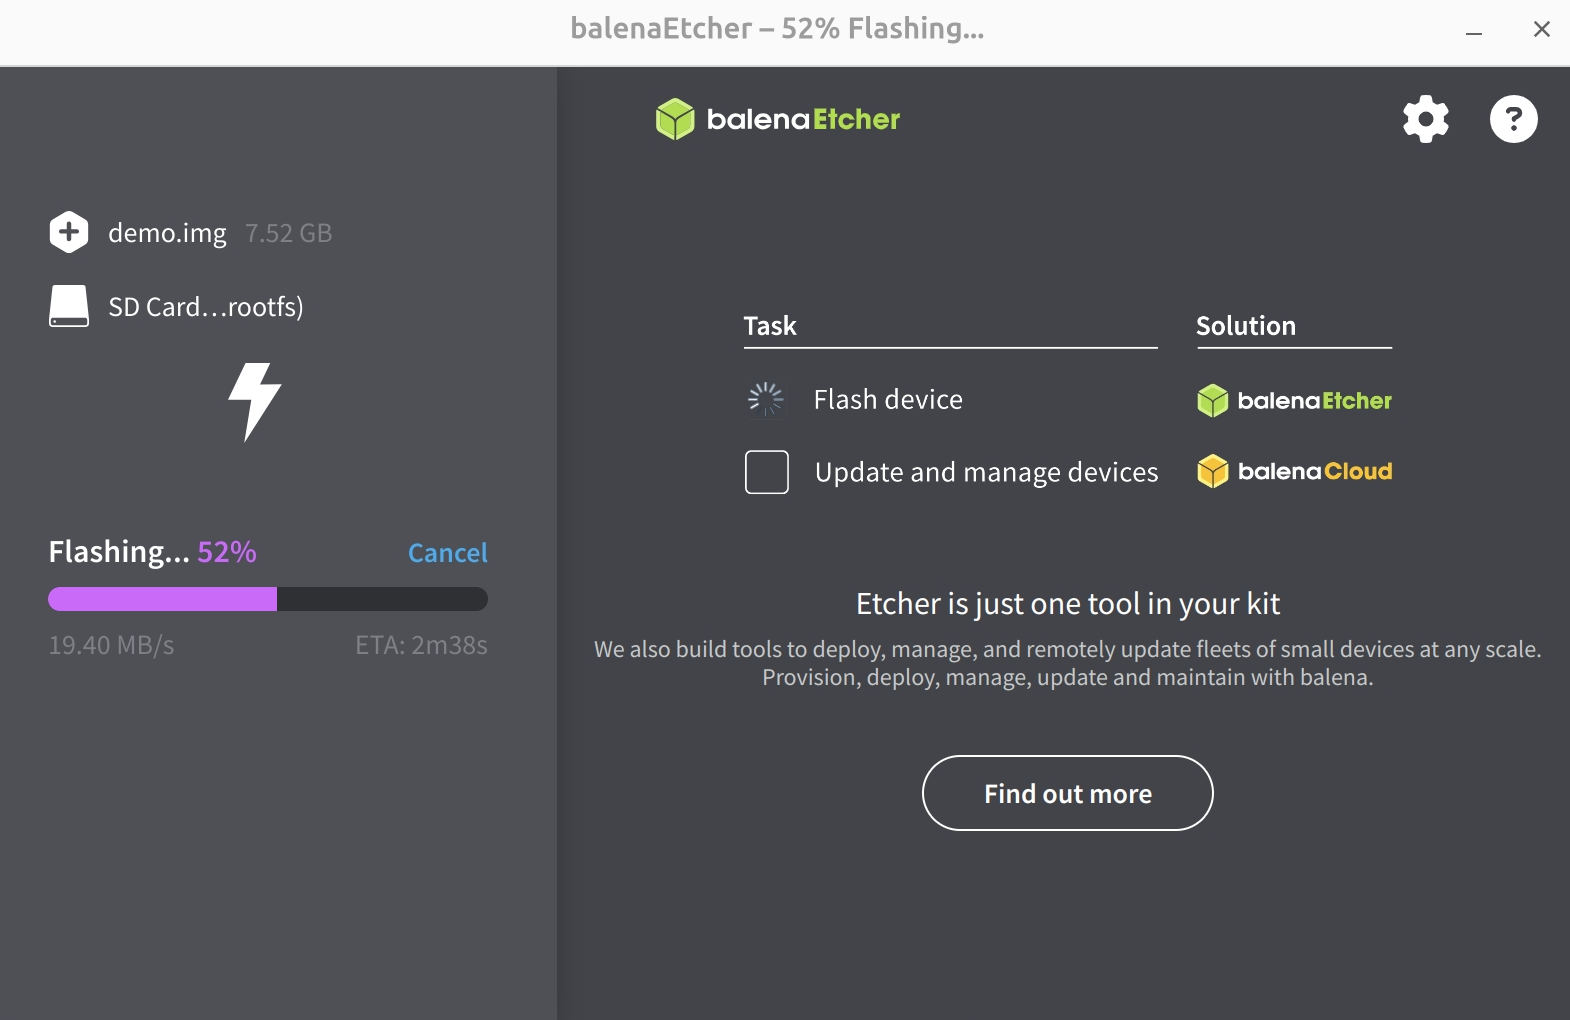 balenaEtcher – 52% Flashing...
balenaEtcher
?
demo.img 7.52 GB
SD Card…rootfs)
Flashing... 52% Cancel
19.40 MB/s ETA: 2m38s
Task Solution
Flash device balenaEtcher
Update and manage devices balenaCloud
Etcher is just one tool in your kit
We also build tools to deploy, manage, and remotely update fleets of small devices at any scale.
Provision, deploy, manage, update and maintain with balena.
Find out more